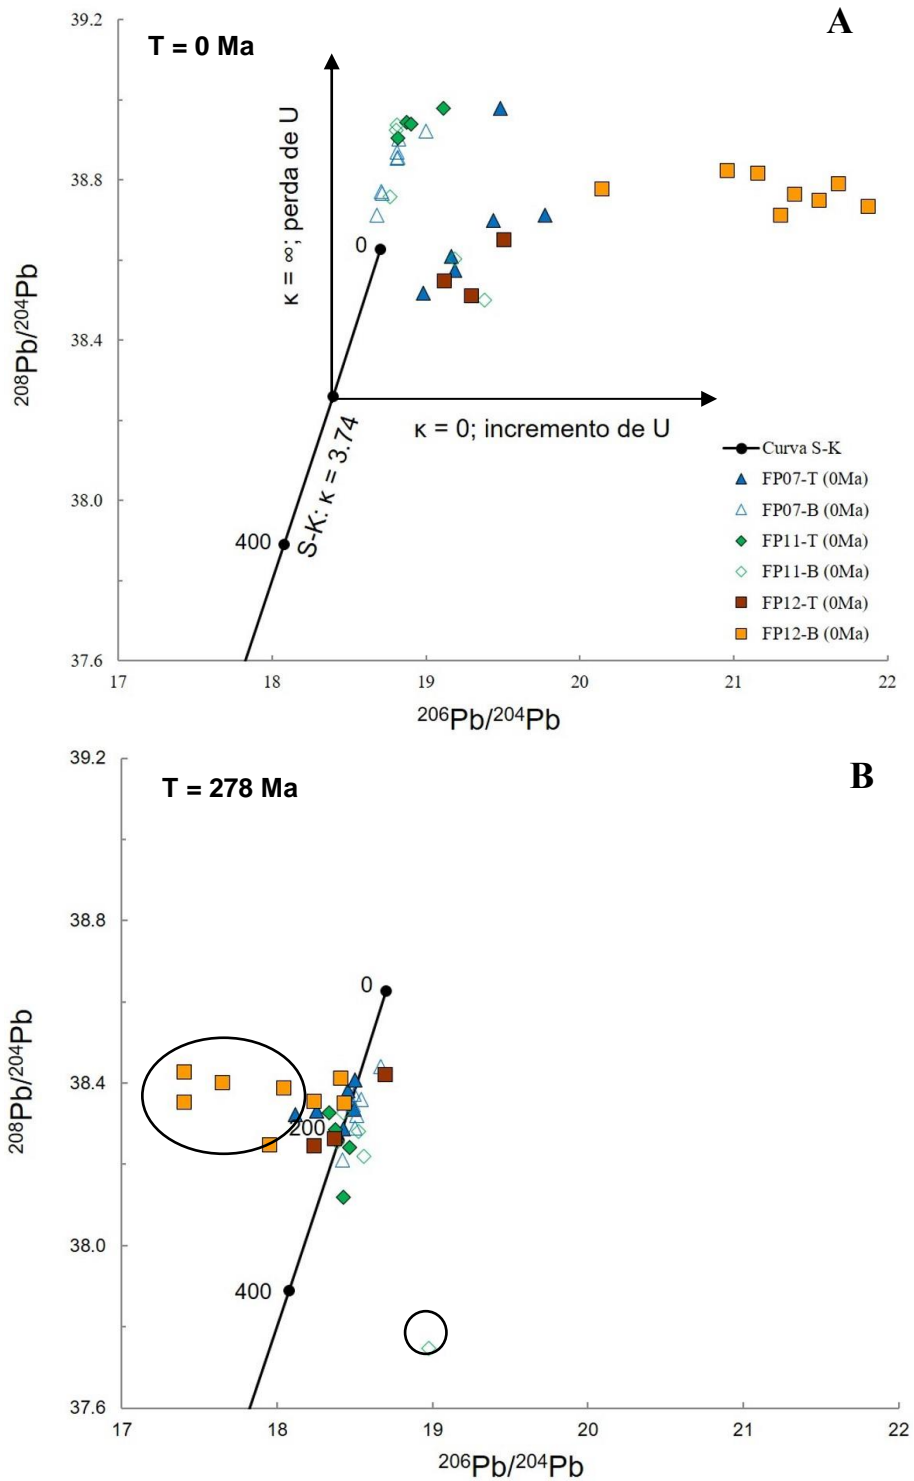 A
T = 0 Ma
39.2
38.8
38.4
38.0
37.6
²⁰⁸Pb/²⁰⁴Pb
κ = ∞; perda de U
0
κ = 0; incremento de U
S-K: κ = 3.74
400
Curva S-K
FP07-T (0Ma)
FP07-B (0Ma)
FP11-T (0Ma)
FP11-B (0Ma)
FP12-T (0Ma)
FP12-B (0Ma)
17 18 19 20 21 22
²⁰⁶Pb/²⁰⁴Pb
B
T = 278 Ma
39.2
38.8
38.4
38.0
37.6
²⁰⁸Pb/²⁰⁴Pb
0
200
400
17 18 19 20 21 22
²⁰⁶Pb/²⁰⁴Pb